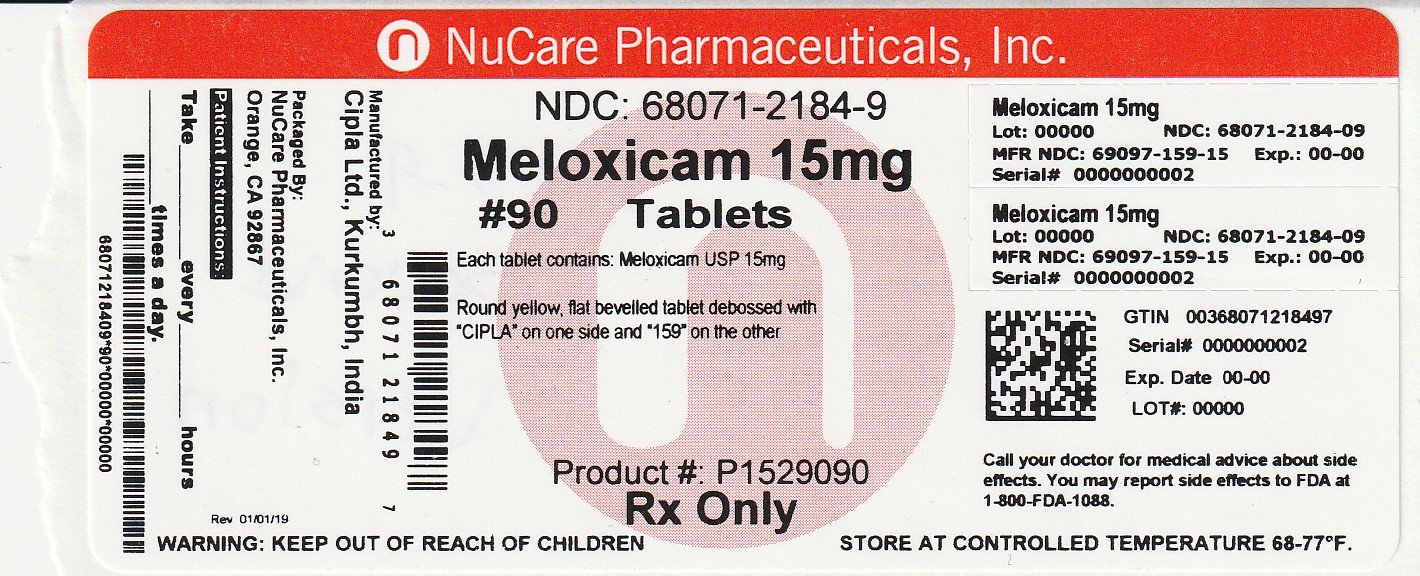 NuCare Pharmaceuticals, Inc.
NDC: 68071-2184-9
Meloxicam 15mg
#90 Tablets
Each tablet contains: Meloxicam USP 15mg
Round yellow, flat bevelled tablet debossed with
"CIPLA" on one side and "159" on the other
Product #: P1529090
Rx Only
Manufactured by:
Cipla Ltd., Kurkumbh, India
Packaged By:
NuCare Pharmaceuticals, Inc.
Orange, CA 92867
Patient Instructions:
Take_____every_____hours
_____times a day.
68071218409*90*00000*00000
3 68071 21849 7
Rev 01/01/19
Meloxicam 15mg
Lot: 00000 NDC: 68071-2184-09
MFR NDC: 69097-159-15 Exp.: 00-00
Serial# 0000000002
Meloxicam 15mg
Lot: 00000 NDC: 68071-2184-09
MFR NDC: 69097-159-15 Exp.: 00-00
Serial# 0000000002
GTIN 00368071218497
Serial# 0000000002
Exp. Date 00-00
LOT#: 00000
Call your doctor for medical advice about side
effects. You may report side effects to FDA at
1-800-FDA-1088.
WARNING: KEEP OUT OF REACH OF CHILDREN
STORE AT CONTROLLED TEMPERATURE 68-77°F.